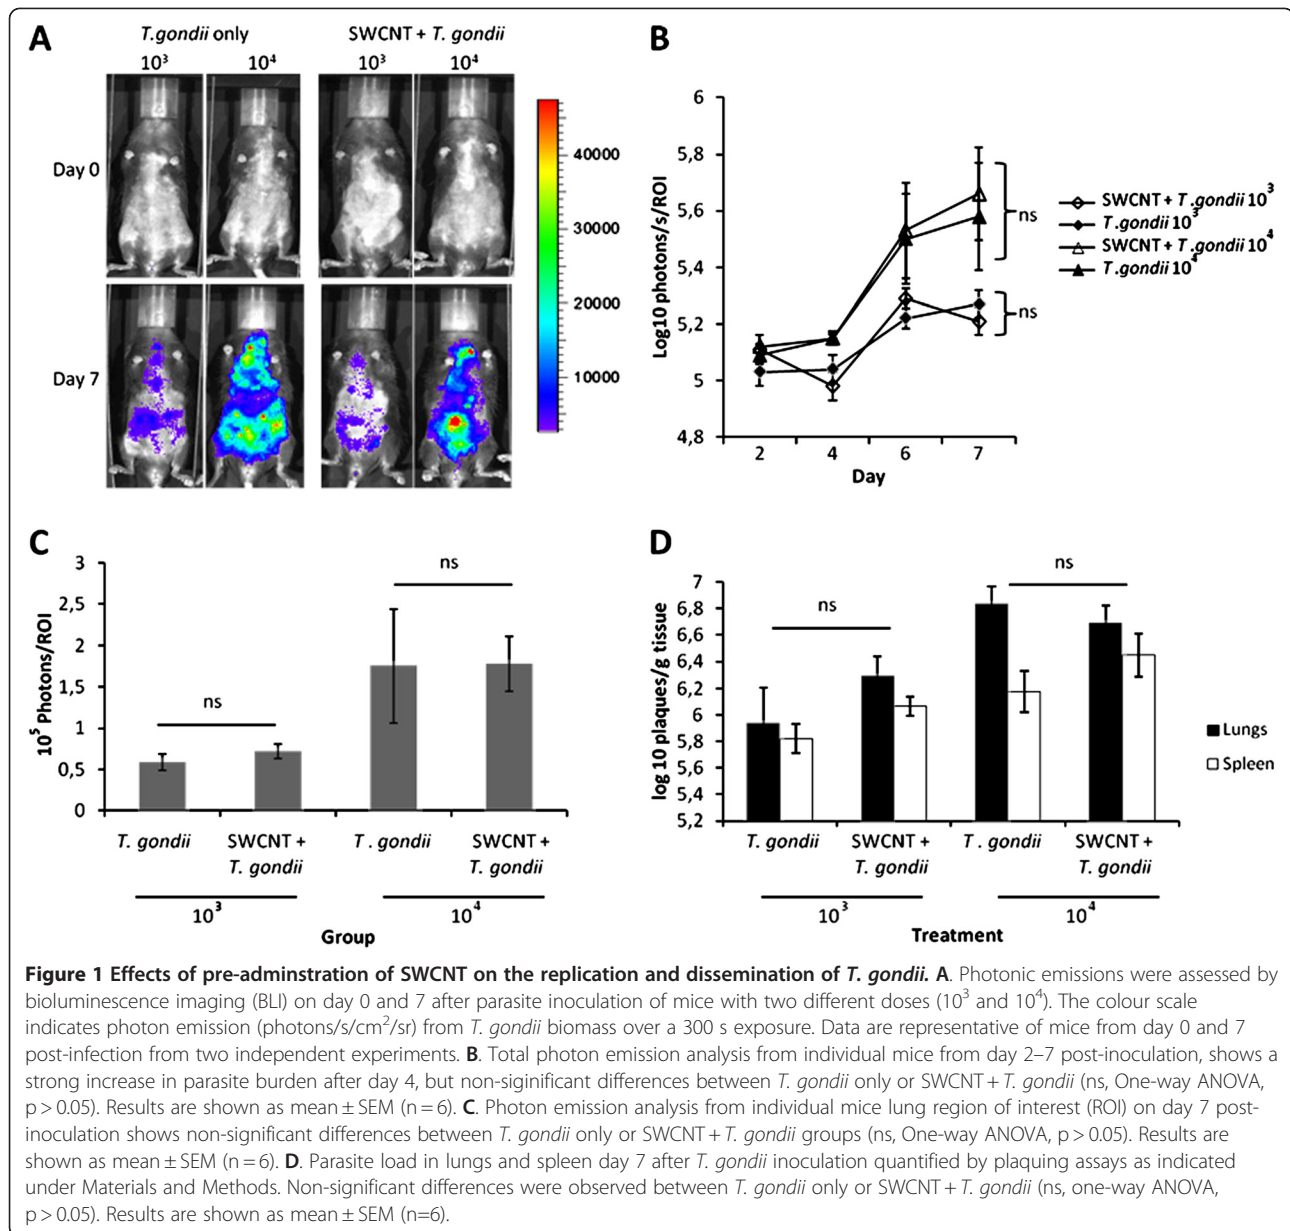 A
T.gondii only
SWCNT + T. gondii
10³
10⁴
10³
10⁴
Day 0
Day 7
40000
30000
20000
10000
B
Log10 photons/s/ROI
6
5,8
5,6
5,4
5,2
5
4,8
2
4
6
7
Day
ns
ns
SWCNT + T.gondii 10³
T.gondii 10³
SWCNT + T.gondii 10⁴
T.gondii 10⁴
C
10⁵ Photons/ROI
3
2,5
2
1,5
1
0,5
0
ns
ns
T. gondii
SWCNT +
T. gondii
T . gondii
SWCNT +
T. gondii
10³
10⁴
Group
D
log 10 plaques/g tissue
7
6,8
6,6
6,4
6,2
6
5,8
5,6
5,4
5,2
ns
ns
Lungs
Spleen
T. gondii
SWCNT +
T. gondii
T. gondii
SWCNT +
T. gondii
10³
10⁴
Treatment
Figure 1 Effects of pre-adminstration of SWCNT on the replication and dissemination of T. gondii. A. Photonic emissions were assessed by
bioluminescence imaging (BLI) on day 0 and 7 after parasite inoculation of mice with two different doses (10³ and 10⁴). The colour scale
indicates photon emission (photons/s/cm²/sr) from T. gondii biomass over a 300 s exposure. Data are representative of mice from day 0 and 7
post-infection from two independent experiments. B. Total photon emission analysis from individual mice from day 2–7 post-inoculation, shows a
strong increase in parasite burden after day 4, but non-siginificant differences between T. gondii only or SWCNT + T. gondii (ns, One-way ANOVA,
p > 0.05). Results are shown as mean ± SEM (n = 6). C. Photon emission analysis from individual mice lung region of interest (ROI) on day 7 post-
inoculation shows non-significant differences between T. gondii only or SWCNT + T. gondii groups (ns, One-way ANOVA, p > 0.05). Results are
shown as mean ± SEM (n = 6). D. Parasite load in lungs and spleen day 7 after T. gondii inoculation quantified by plaquing assays as indicated
under Materials and Methods. Non-significant differences were observed between T. gondii only or SWCNT + T. gondii (ns, one-way ANOVA,
p > 0.05). Results are shown as mean ± SEM (n=6).